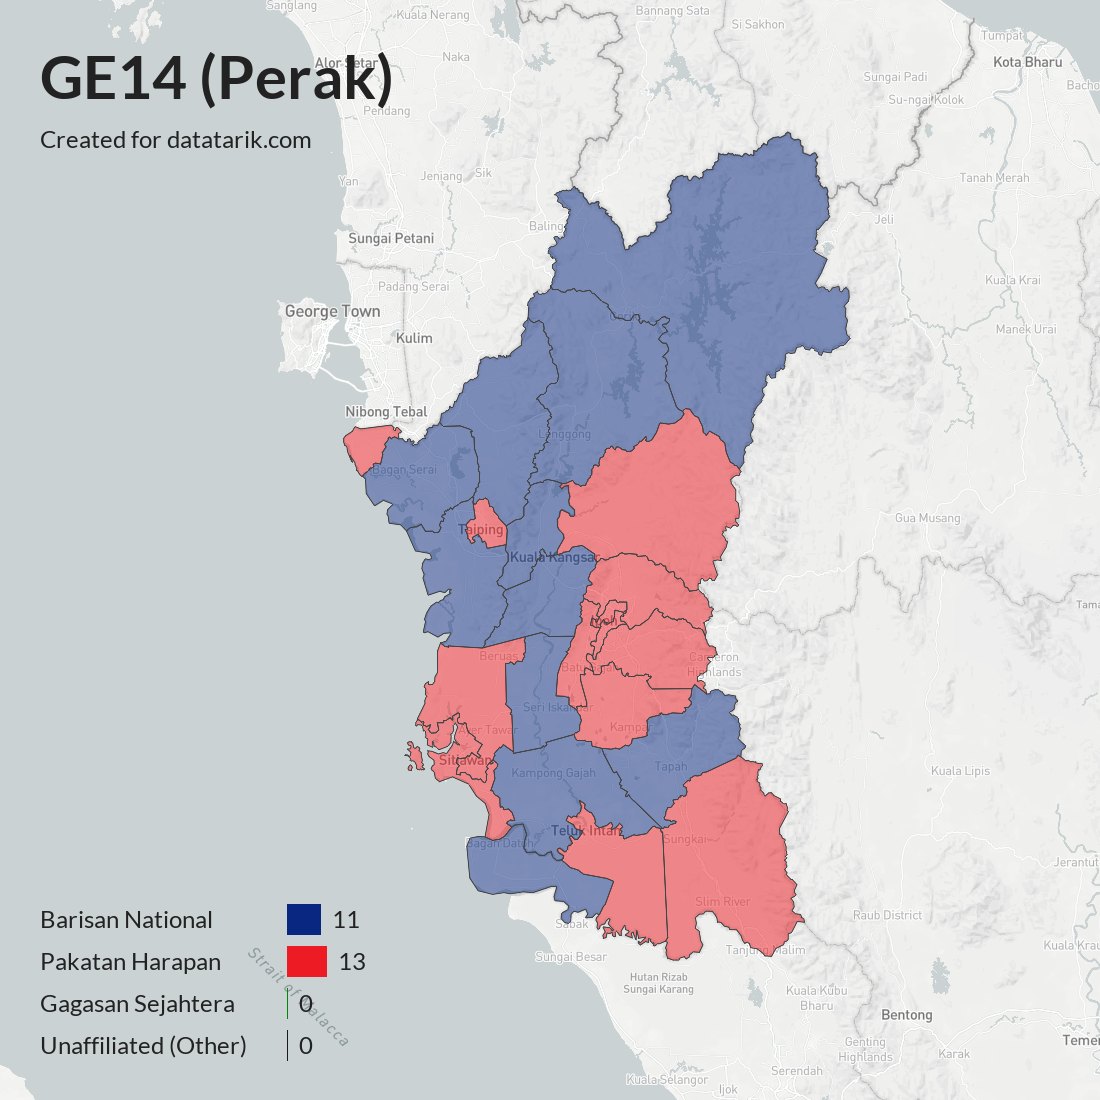 Sanglang
Kuala Nerang
Bannang Sata
Si Sakhon
Tumpat
Naka
Alor Setar
Kota Bharu
GE14 (Perak)
Sungai Padi
Bacho
Su-ngai Kolok
Pendang
Created for datatarik.com
Jeniang
Sik
Tanah Merah
Yan
Jeli
Baling
Sungai Petani
Kuala Krai
Padang Serai
George Town
Manek Urai
Kulim
Nibong Tebal
Lenggong
Bagan Serai
Gua Musang
Taiping
Kuala Kangsar
Tama
Beruas
Cameron
Highlands
Seri Iskandar
Ayer Tawar
Kampar
Sitiawan
Tapah
Kampong Gajah
Kuala Lipis
Teluk Intan
Sungkai
Bagan Datoh
Jerantut
Slim River
Barisan National 11
Raub District
Sabak
Kuala Krau
Tanjung Malim
Sungai Besar
Pakatan Harapan 13
Hutan Rizab
Sungai Karang
Kuala Kubu
Bharu
Gagasan Sejahtera 0
Strait of Malacca
Bentong
Unaffiliated (Other) 0
Temer
Genting
Highlands
Karak
Serendah
Kuala Selangor
Ijok